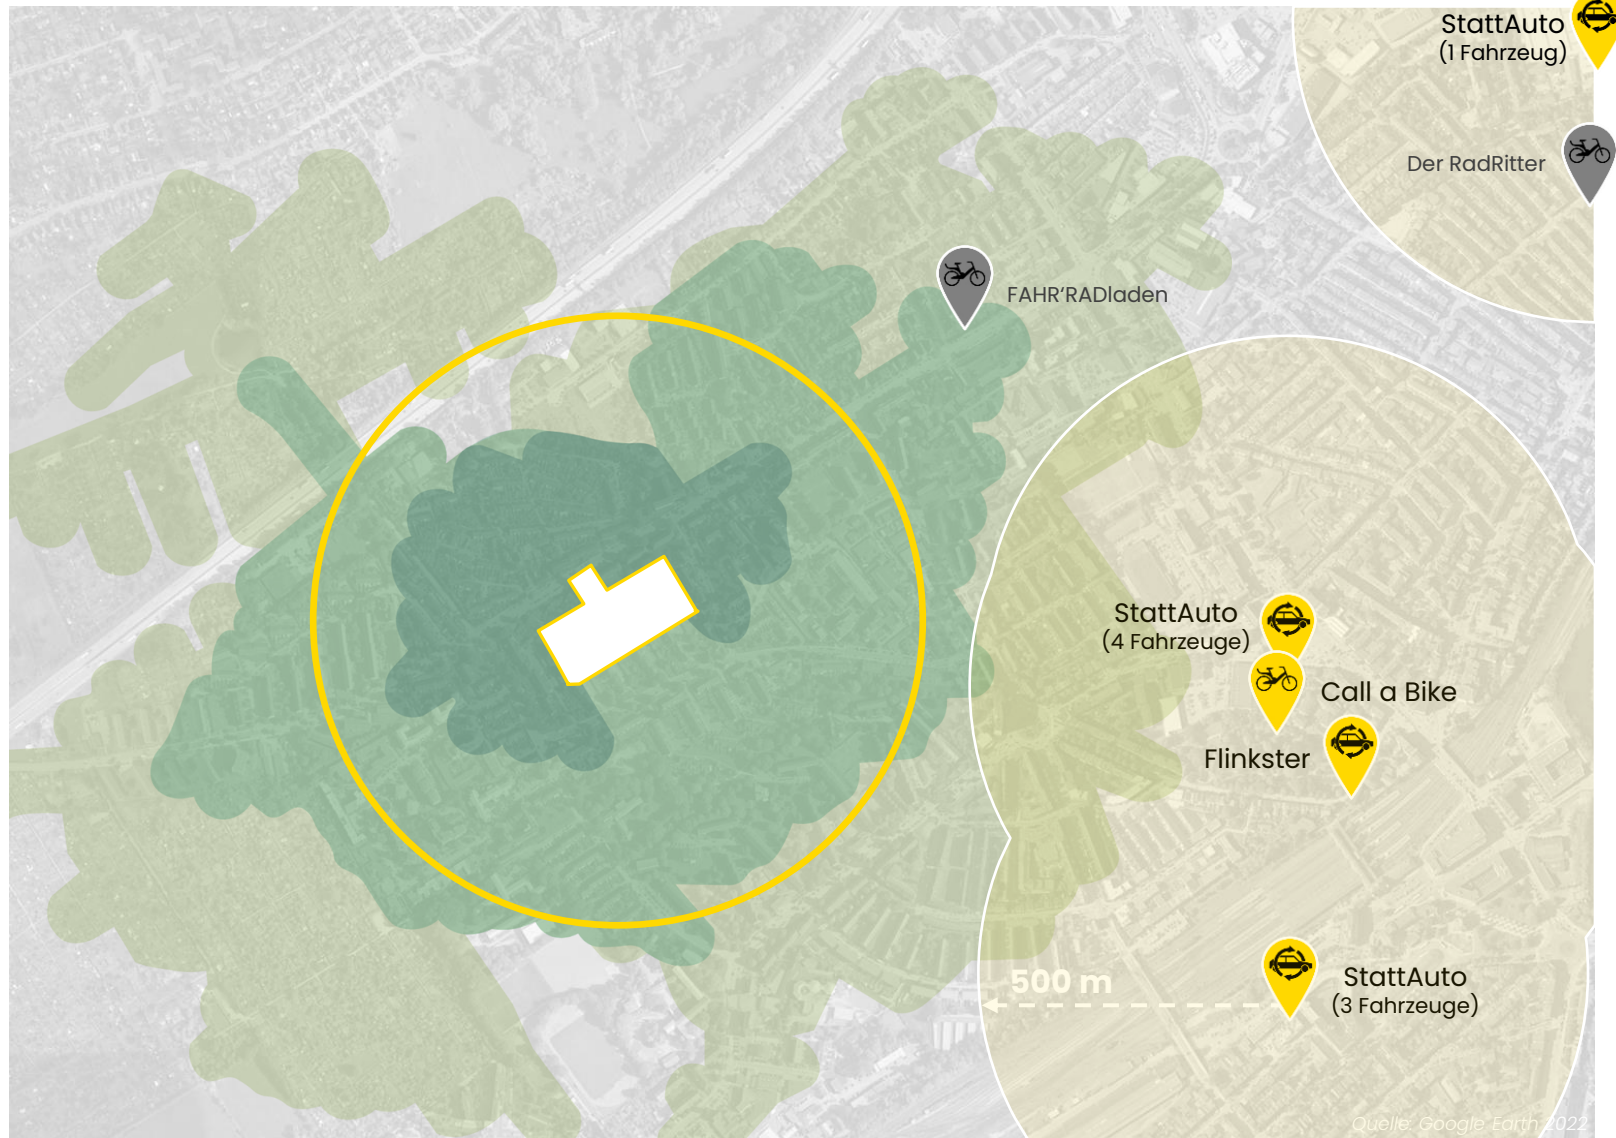 StattAuto
(1 Fahrzeug)
Der RadRitter
FAHR'RADladen
StattAuto
(4 Fahrzeuge)
Call a Bike
Flinkster
500 m
StattAuto
(3 Fahrzeuge)
Quelle: Google Earth 2022